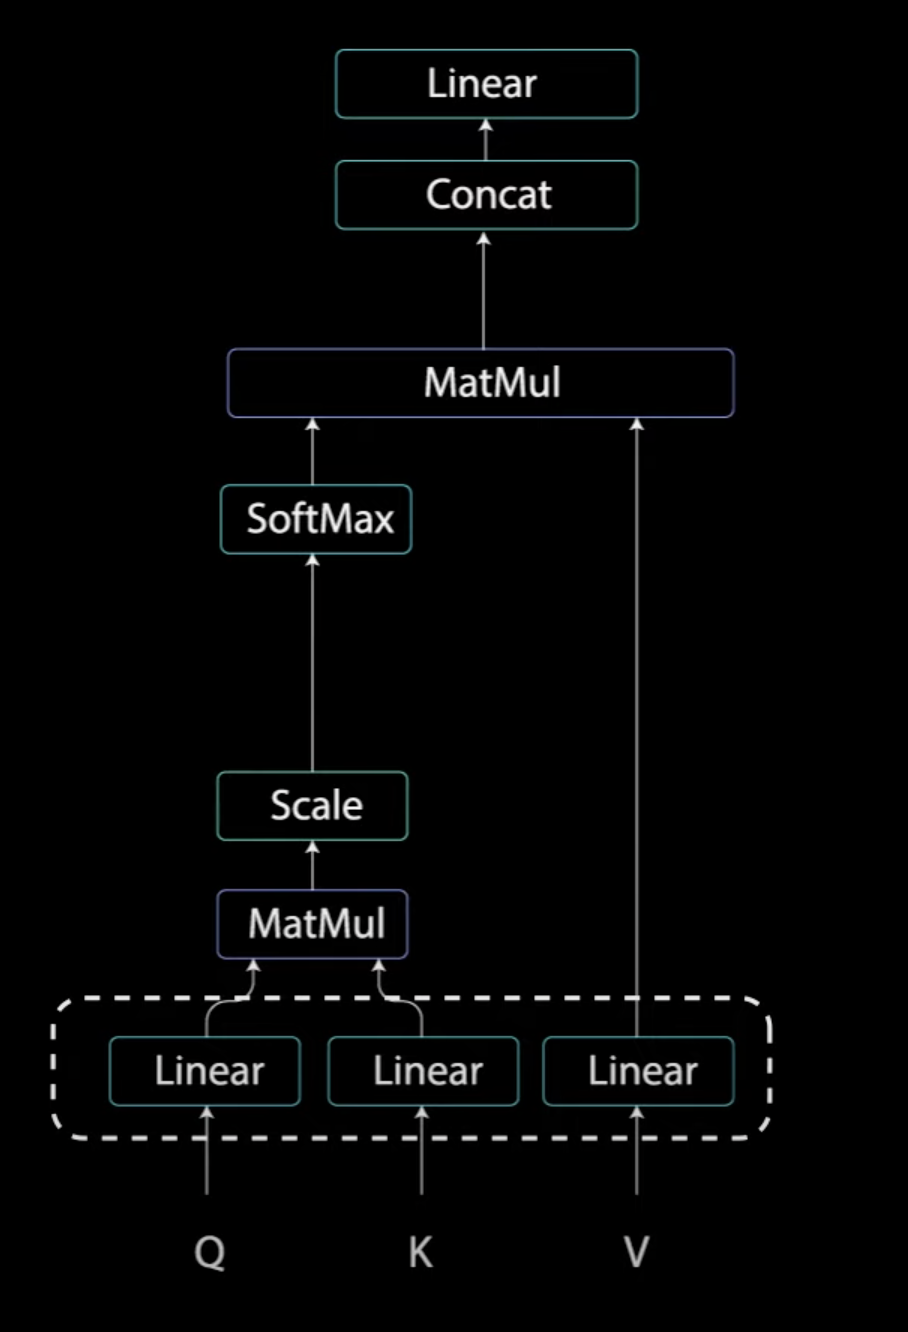 Linear
Concat
MatMul
SoftMax
Scale
MatMul
Linear Linear Linear
Q K V